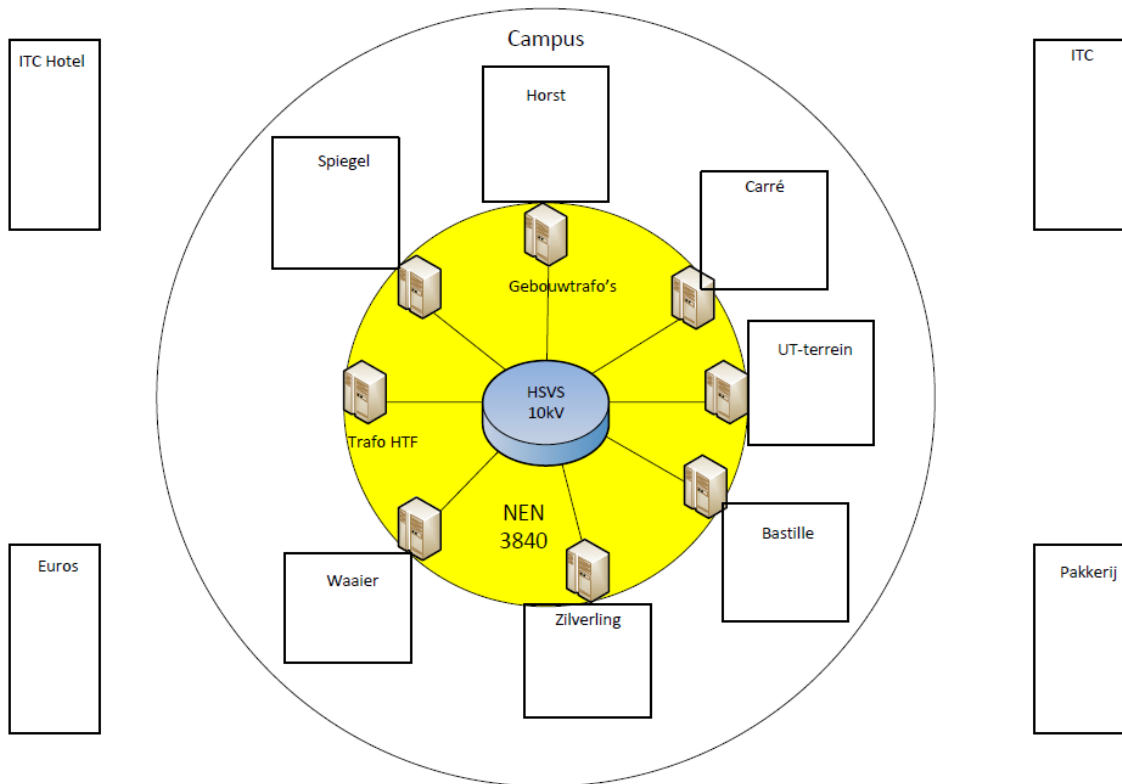 Campus
ITC Hotel
ITC
Horst
Spiegel
Carré
Gebouwtrafo's
UT-terrein
HSVS
10kV
Trafo HTF
NEN
3840
Bastille
Euros
Waaier
Pakkerij
Zilverling